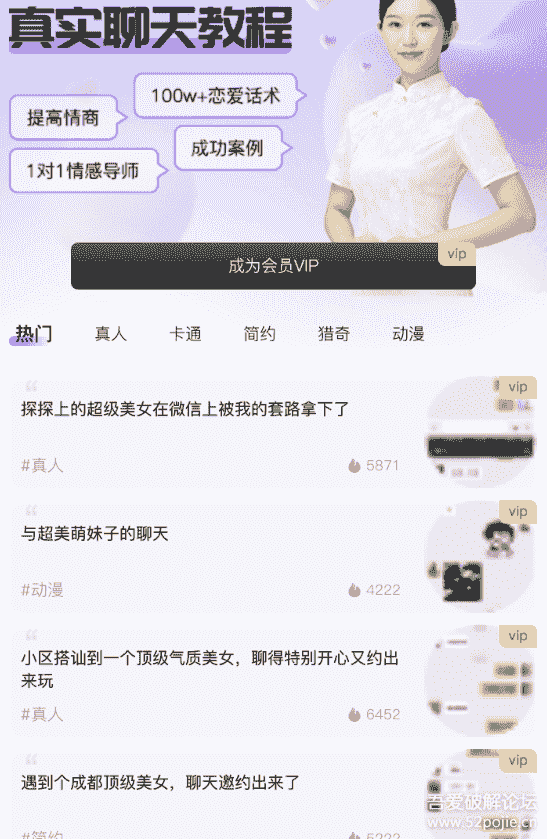 真实聊天教程
100w+恋爱话术
提高情商
成功案例
1对1情感导师
vip
成为会员VIP
热门
真人
卡通
简约
猎奇
动漫
vip
探探上的超级美女在微信上被我的套路拿下了
#真人
5871
vip
与超美萌妹子的聊天
#动漫
4222
vip
小区搭讪到一个顶级气质美女，聊得特别开心又约出
来玩
#真人
6452
vip
遇到个成都顶级美女，聊天邀约出来了
#简约
5222
吾爱破解论坛
www.52pojie.cn